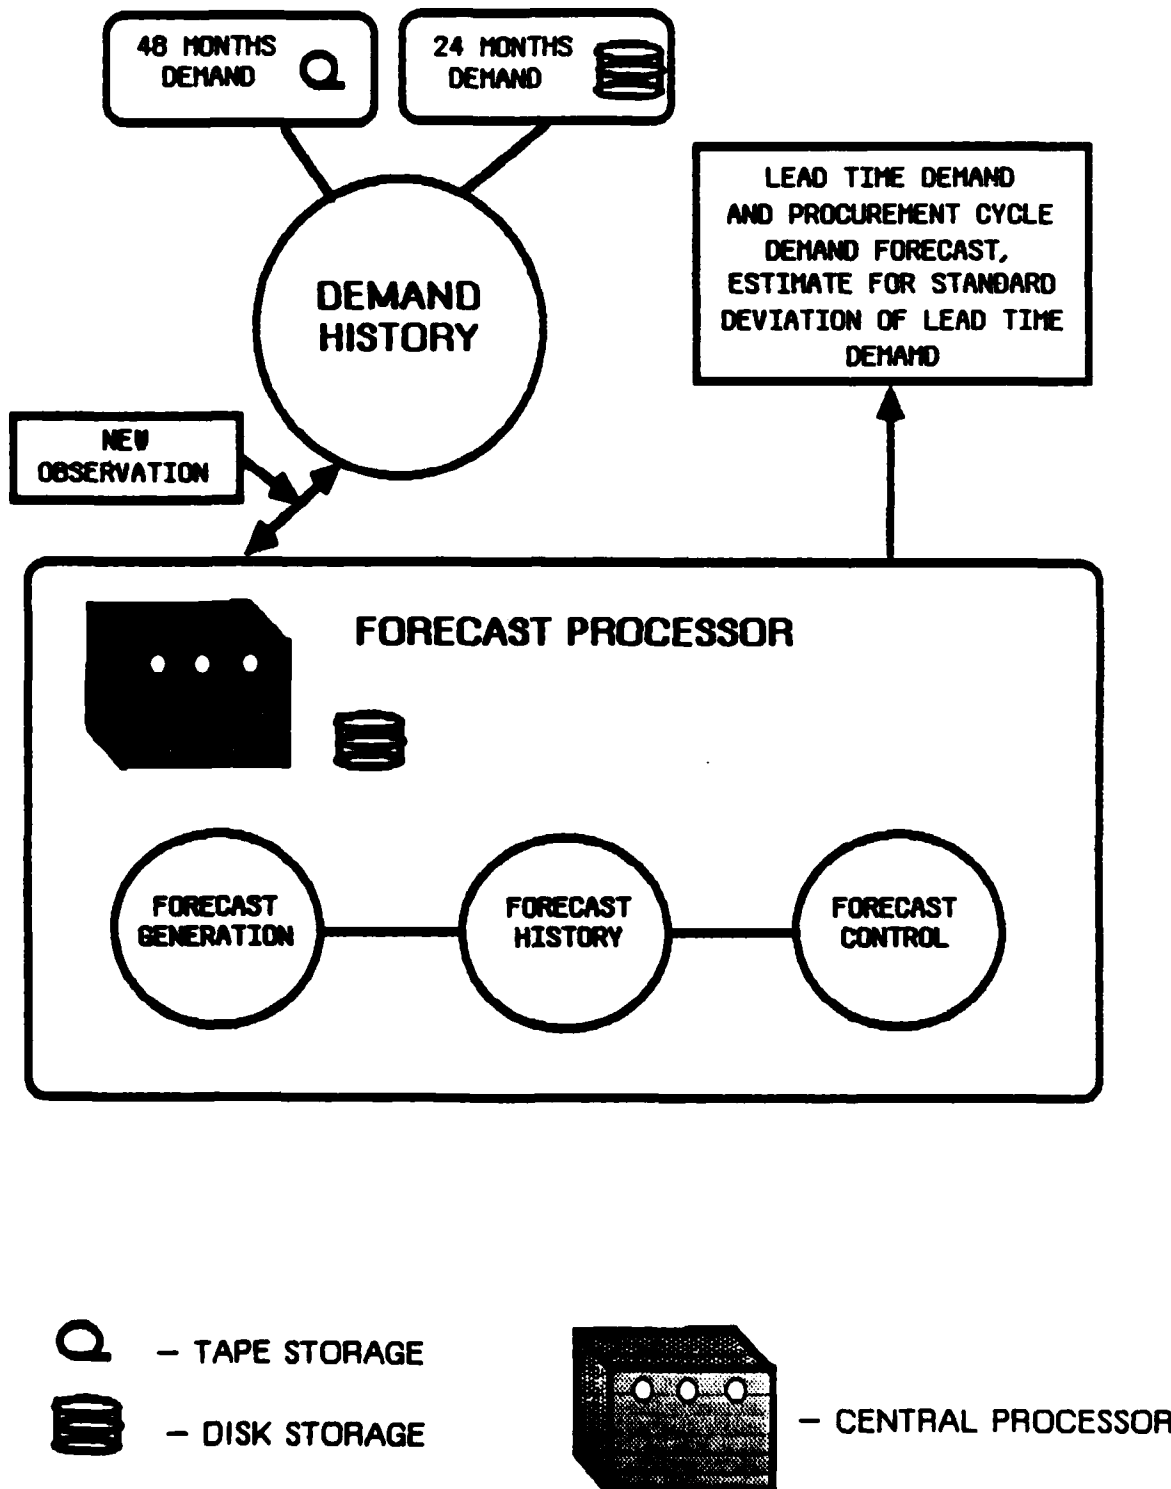 48 MONTHS
DEMAND
24 MONTHS
DEMAND
LEAD TIME DEMAND
AND PROCUREMENT CYCLE
DEMAND FORECAST,
ESTIMATE FOR STANDARD
DEVIATION OF LEAD TIME
DEMAMD
DEMAND
HISTORY
NEW
OBSERVATION
FORECAST PROCESSOR
FORECAST
GENERATION
FORECAST
HISTORY
FORECAST
CONTROL
– TAPE STORAGE
– DISK STORAGE
– CENTRAL PROCESSOR